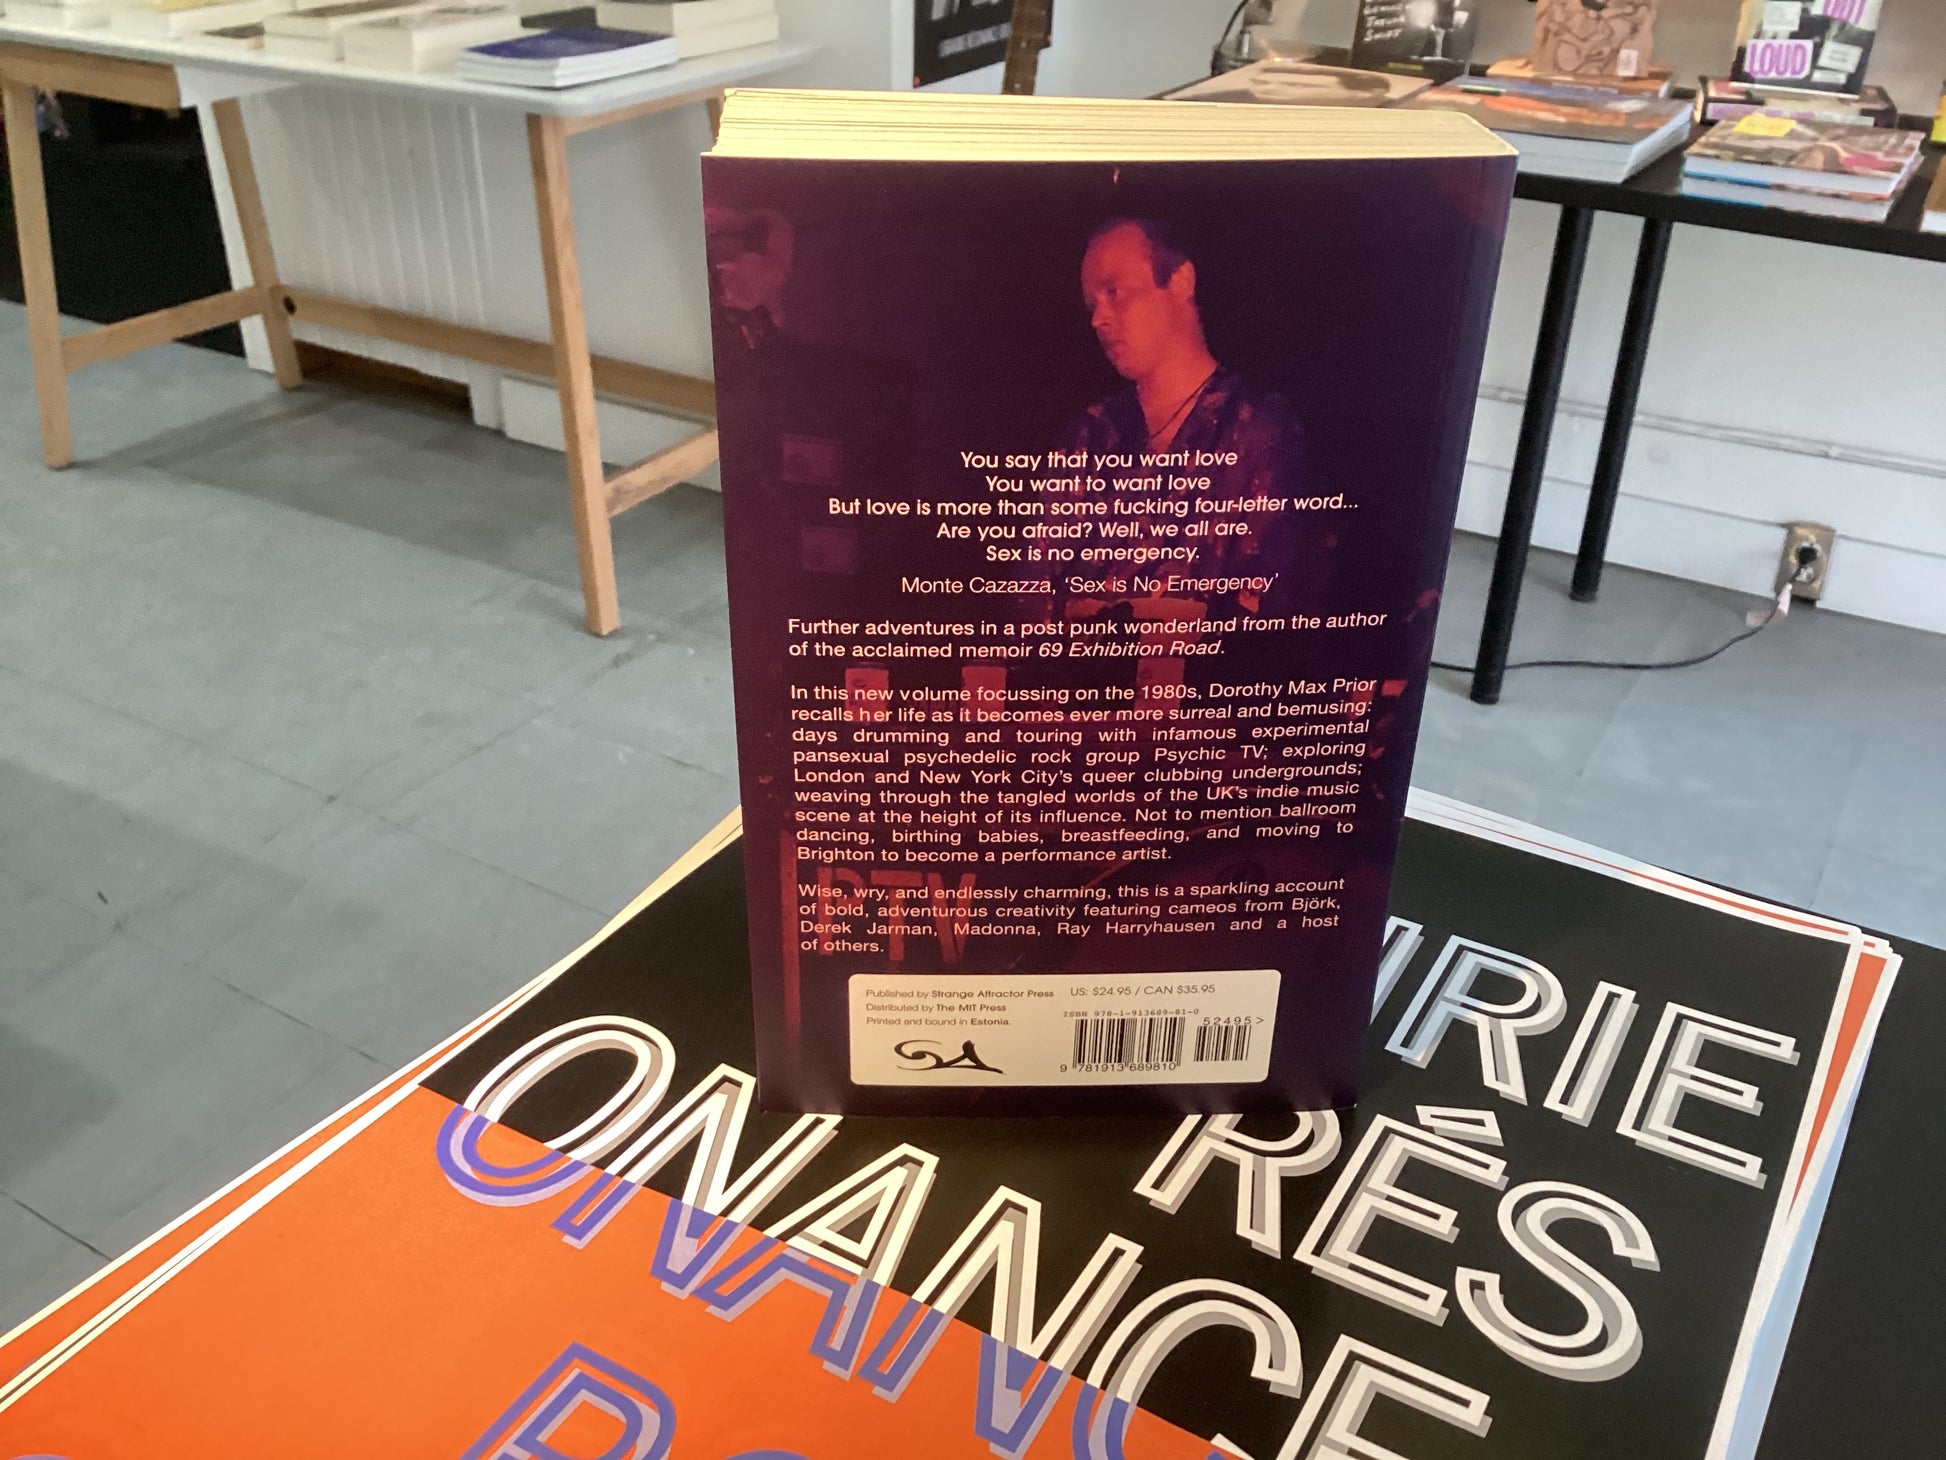 LOUD
You say that you want love
You want to want love
But love is more than some fucking four-letter word...
Are you afraid? Well, we all are.
Sex is no emergency.
Monte Cazazza, ‘Sex is No Emergency’
Further adventures in a post punk wonderland from the author
of the acclaimed memoir 69 Exhibition Road.
In this new volume focussing on the 1980s, Dorothy Max Prior
recalls her life as it becomes ever more surreal and bemusing:
days drumming and touring with infamous experimental
pansexual psychedelic rock group Psychic TV; exploring
London and New York City's queer clubbing undergrounds;
weaving through the tangled worlds of the UK's indie music
scene at the height of its influence. Not to mention ballroom
dancing, birthing babies, breastfeeding, and moving to
Brighton to become a performance artist.
Wise, wry, and endlessly charming, this is a sparkling account
of bold, adventurous creativity featuring cameos from Björk,
Derek Jarman, Madonna, Ray Harryhausen and a host
of others.
PTV
Published by Strange Attractor Press
Distributed by The MIT Press
Printed and bound in Estonia.
US: $24.95 / CAN $35.95
ISBN 978-1-913689-81-0
52495>
9 781913 689810
SA
IRIE
RÉS
ONANCE